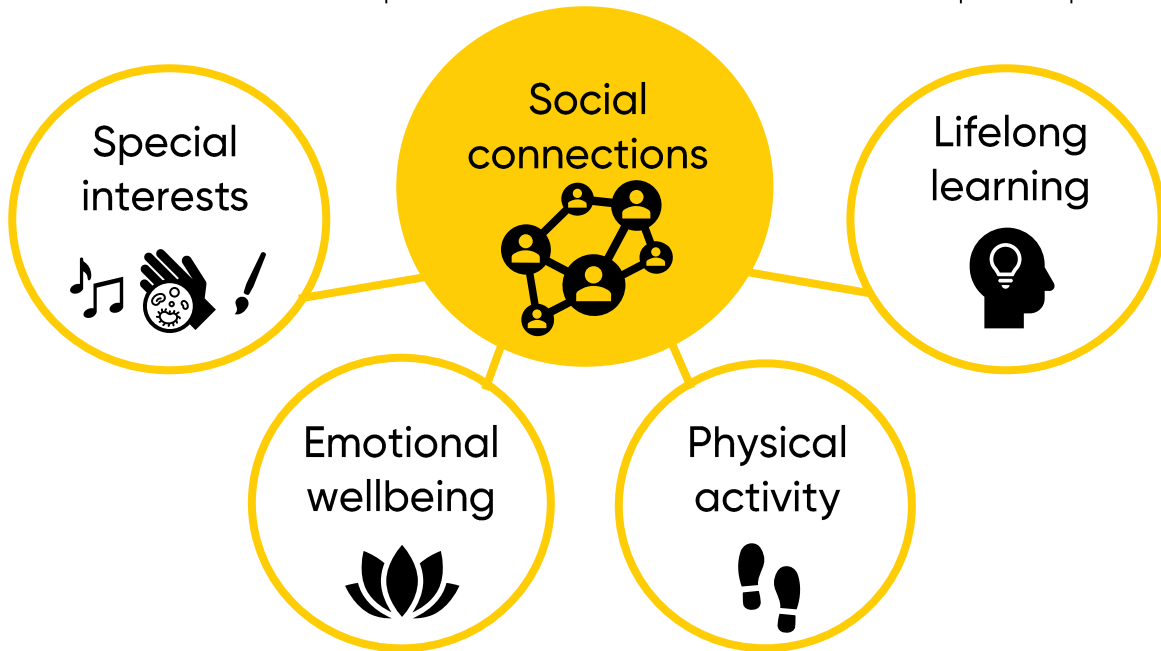 Social
connections
Special
interests
Lifelong
learning
Emotional
wellbeing
Physical
activity